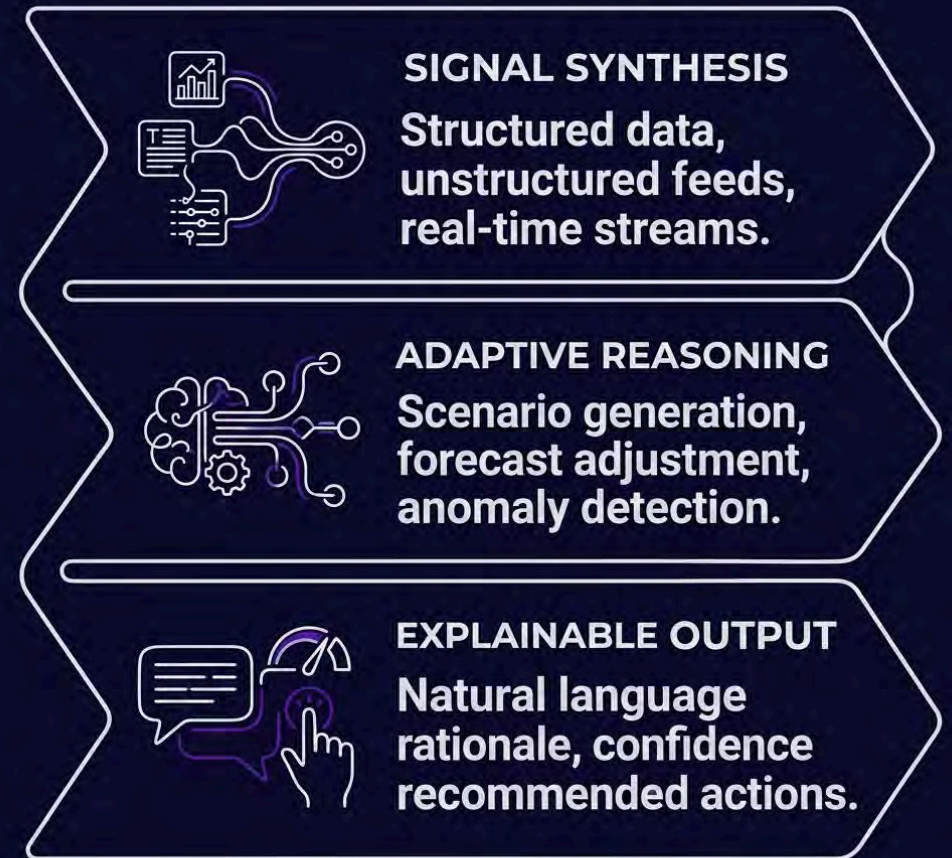 SIGNAL SYNTHESIS
Structured data,
unstructured feeds,
real-time streams.
T
ADAPTIVE REASONING
Scenario generation,
forecast adjustment,
anomaly detection.
EXPLAINABLE OUTPUT
Natural language
rationale, confidence
recommended actions.